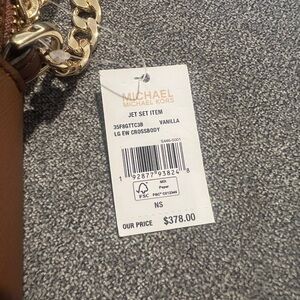 MICHAEL
MICHAEL KORS
JET SET ITEM
35F8GTTC3B VANILLA
LG EW CROSSBODY
1 92877 93824 8
FSC
MIX
Paper
NS
OUR PRICE $378.00